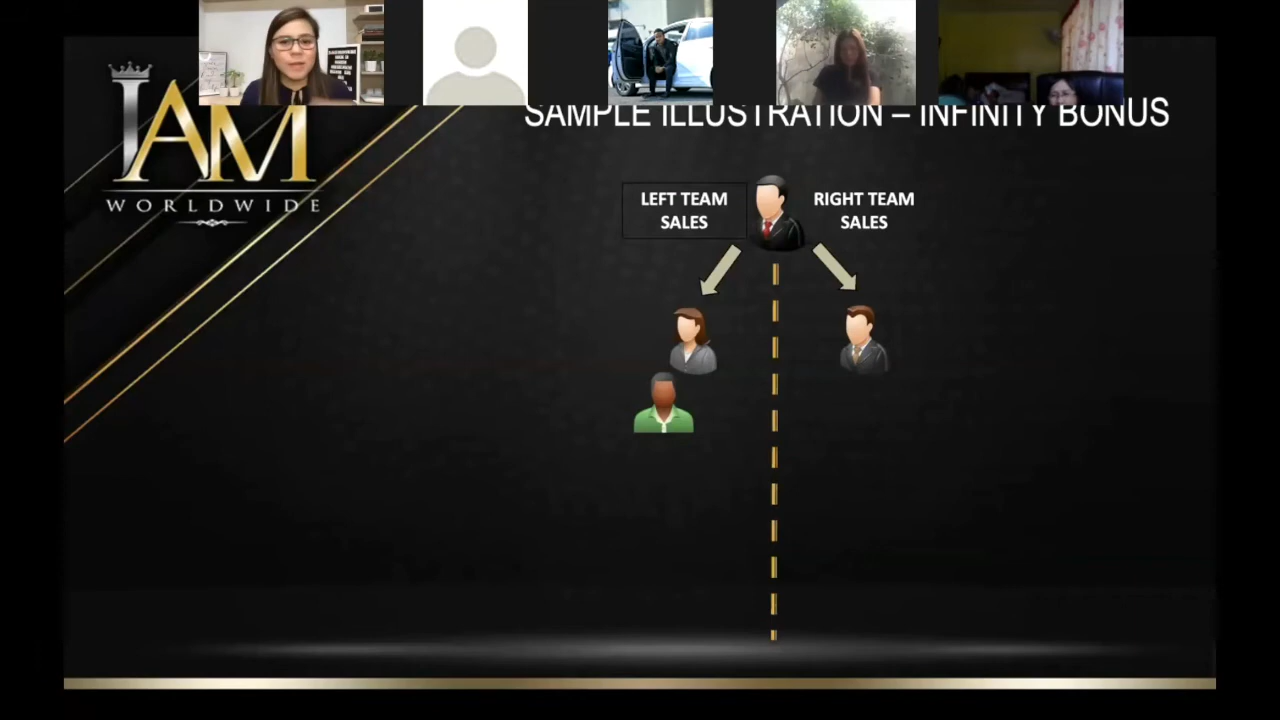 IAM
WORLDWIDE
SAMPLE ILLUSTRATION – INFINITY BONUS
LEFT TEAM
SALES
RIGHT TEAM
SALES